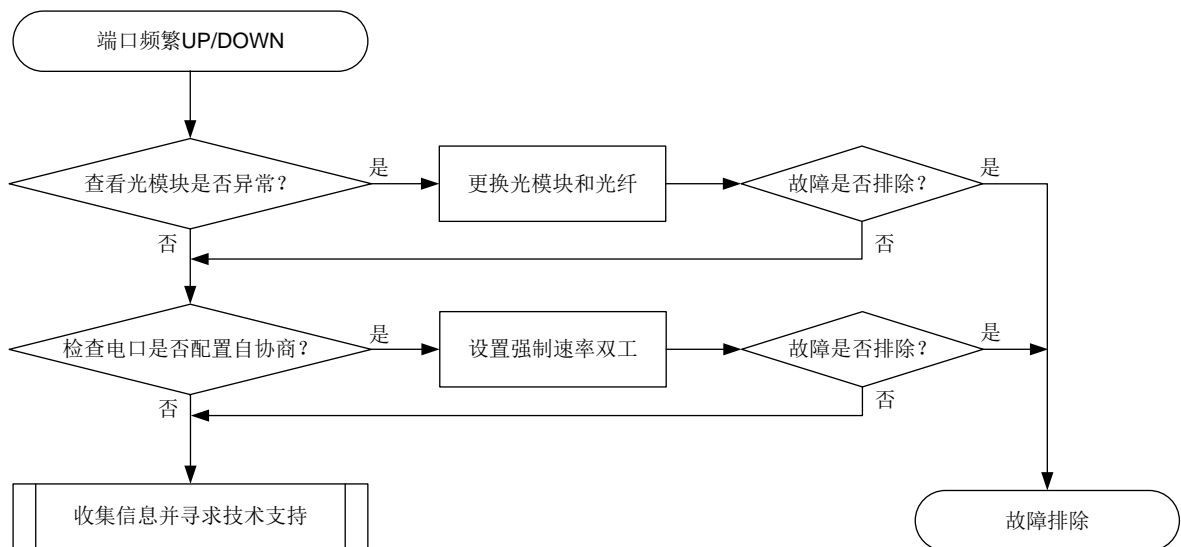 端口频繁UP/DOWN
查看光模块是否异常？
是
更换光模块和光纤
故障是否排除？
是
否
否
检查电口是否配置自协商？
是
设置强制速率双工
故障是否排除？
是
否
否
收集信息并寻求技术支持
故障排除